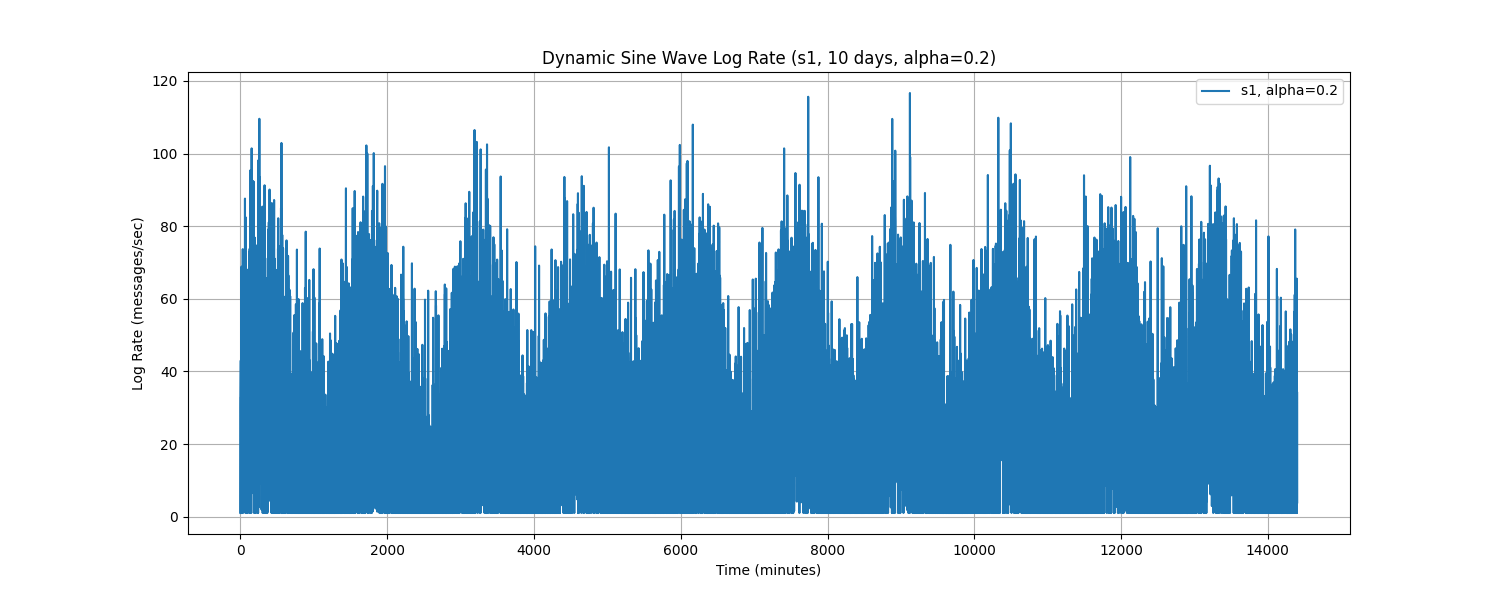 Dynamic Sine Wave Log Rate (s1, 10 days, alpha=0.2)
s1, alpha=0.2
Log Rate (messages/sec)
120
100
80
60
40
20
0
0 2000 4000 6000 8000 10000 12000 14000
Time (minutes)